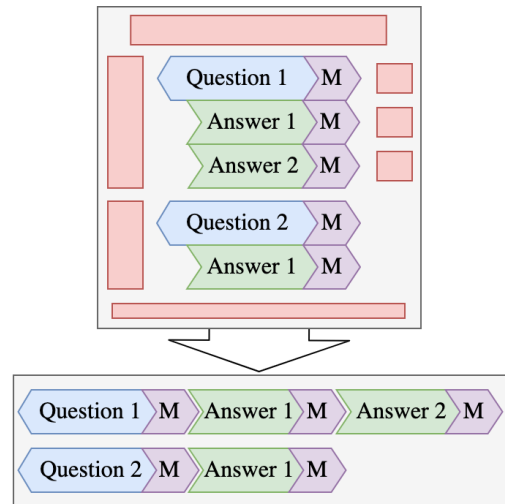 Question 1 M
Answer 1 M
Answer 2 M
Question 2 M
Answer 1 M
Question 1 M Answer 1 M Answer 2 M
Question 2 M Answer 1 M